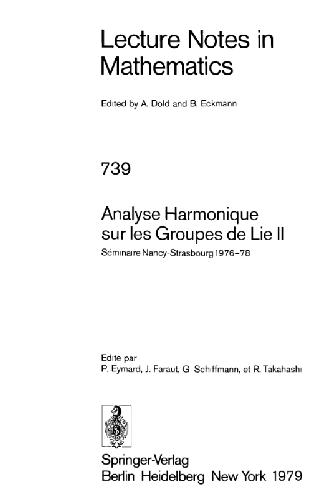 Lecture Notes in
Mathematics
Edited by A. Dold and B. Eckmann
739
Analyse Harmonique
sur les Groupes de Lie II
Séminaire Nancy-Strasbourg 1976–78
Edité par
P. Eymard, J. Faraut, G. Schiffmann, et R. Takahashi
Springer-Verlag
Berlin Heidelberg New York 1979